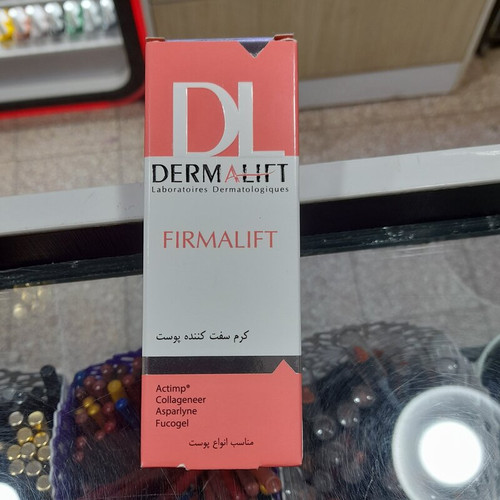 DL
DERMALIFT
Laboratoires Dermatologiques
FIRMALIFT
کرم سفت کننده پوست
Actimp*
Collageneer
Asparlyne
Fucogel
مناسب انواع پوست